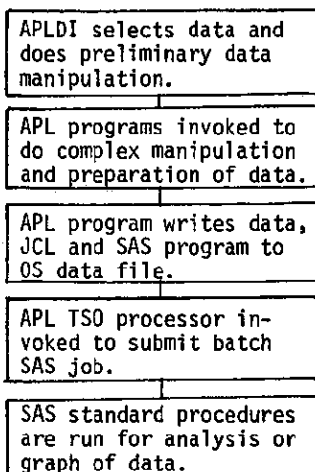 APLDI selects data and
does preliminary data
manipulation.
APL programs invoked to
do complex manipulation
and preparation of data.
APL program writes data,
JCL and SAS program to
OS data file.
APL TSO processor in-
voked to submit batch
SAS job.
SAS standard procedures
are run for analysis or
graph of data.